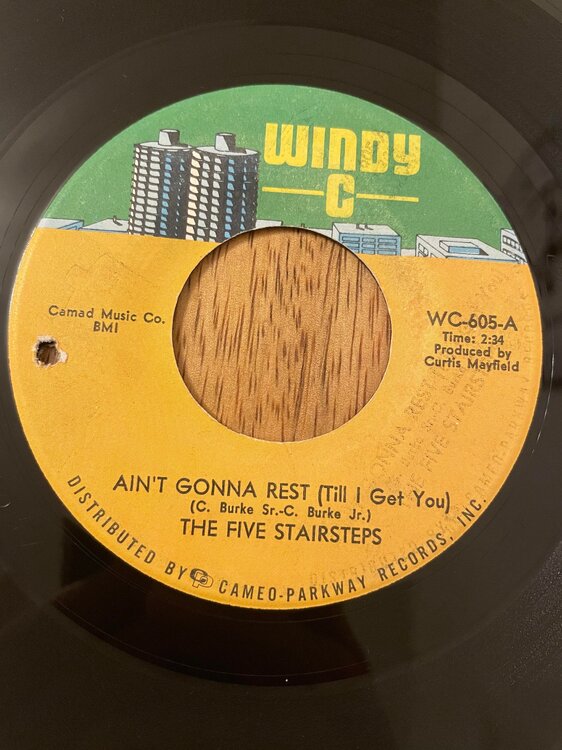 WINDY
C
Camad Music Co.
BMI
WC-605-A
Time: 2:34
Produced by
Curtis Mayfield
AIN'T GONNA REST (Till I Get You)
(C. Burke Sr.-C. Burke Jr.)
THE FIVE STAIRSTEPS
DISTRIBUTED BY CP CAMEO-PARKWAY RECORDS, INC.